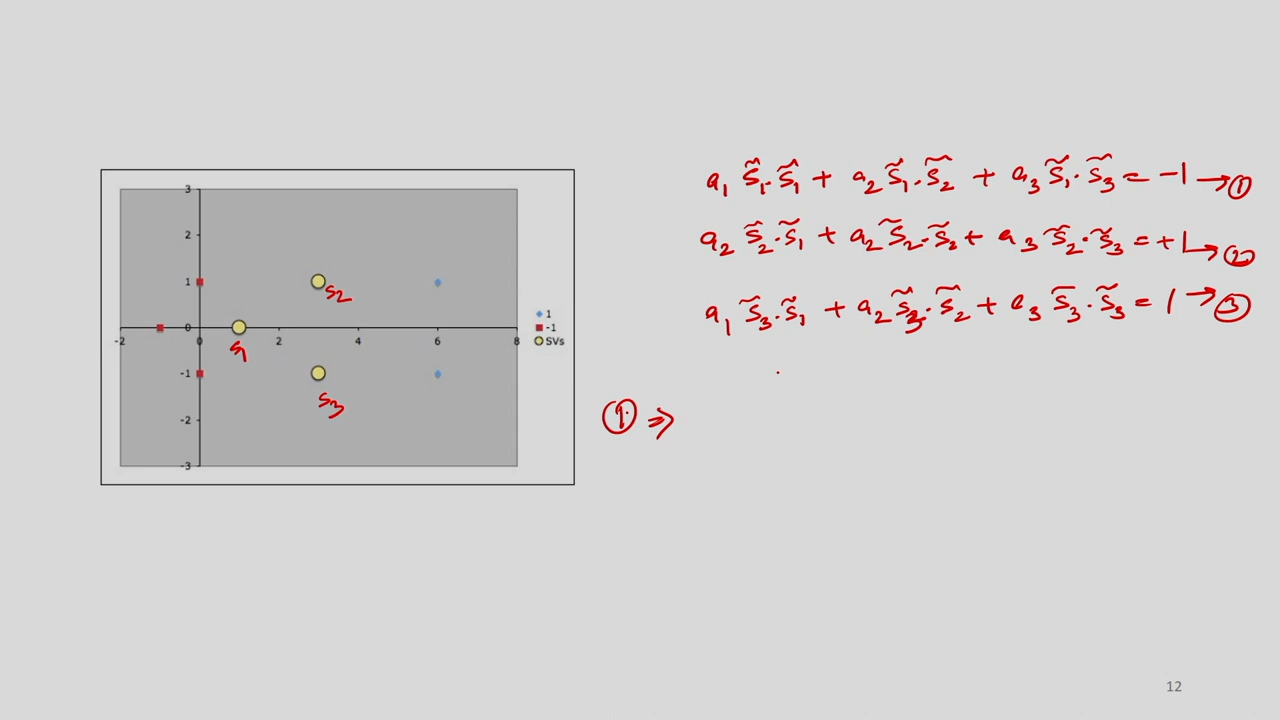 a₁ s̃₁.s̃₁ + a₂ s̃₁.s̃₂ + a₃ s̃₁.s̃₃ = -1 → ①
a₂ s̃₂.s̃₁ + a₂ s̃₂.s̃₂ + a₃ s̃₂.s̃₃ = +1 → ②
a₁ s̃₃.s̃₁ + a₂ s̃₃.s̃₂ + a₃ s̃₃.s̃₃ = 1 → ③
① ⇒
3
2
1
0
-1
-2
-3
-2 0 2 4 6 8
S₁
S₂
S₃
1
-1
SVs
12